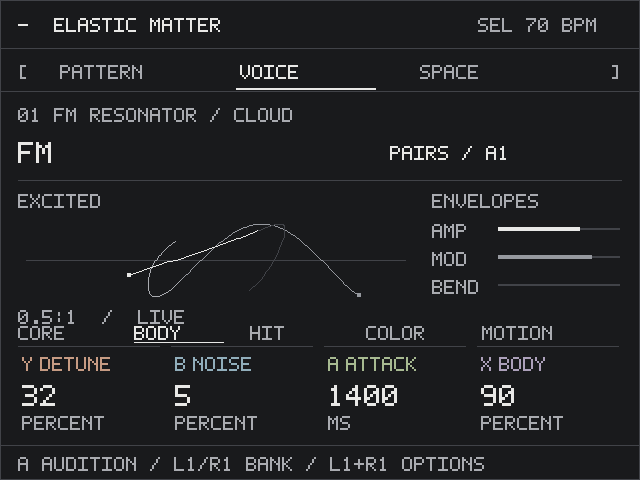 – ELASTIC MATTER SEL 70 BPM
[ PATTERN VOICE SPACE ]
01 FM RESONATOR / CLOUD
FM PAIRS / A1
EXCITED ENVELOPES
AMP
MOD
BEND
0.5:1 / LIVE
CORE BODY HIT COLOR MOTION
Y DETUNE B NOISE A ATTACK X BODY
32 5 1400 90
PERCENT PERCENT MS PERCENT
A AUDITION / L1/R1 BANK / L1+R1 OPTIONS